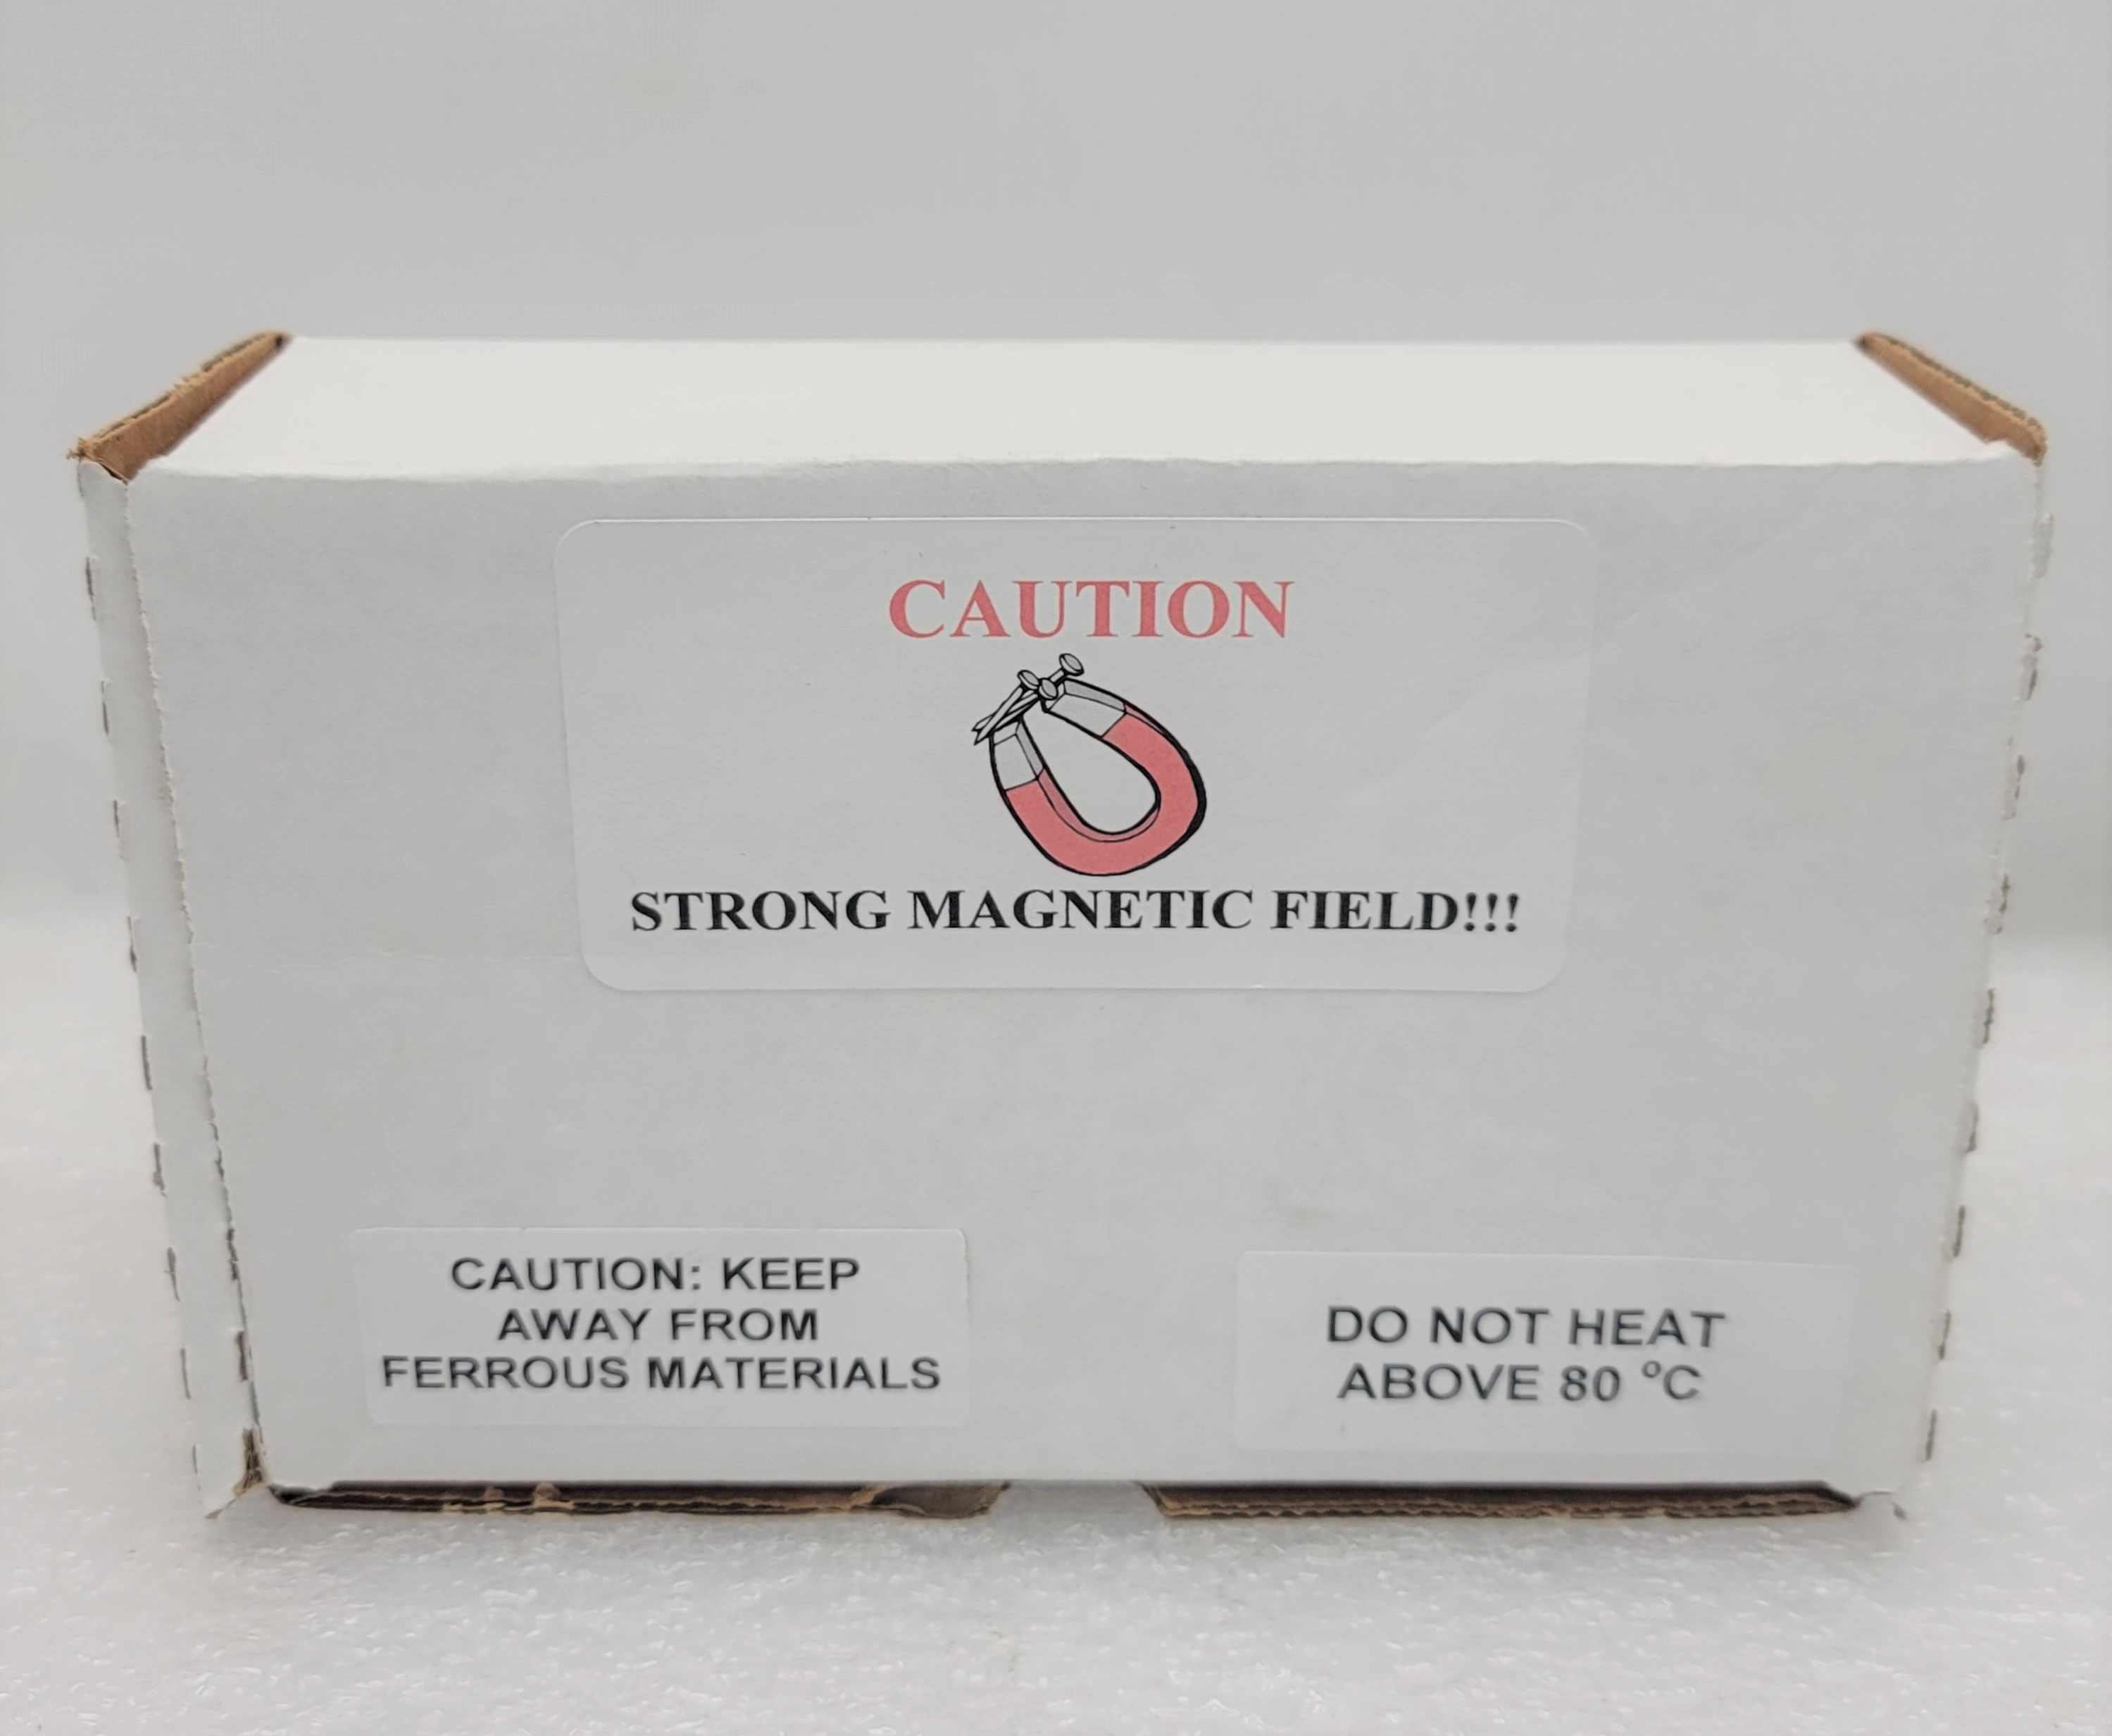 CAUTION
STRONG MAGNETIC FIELD!!!
CAUTION: KEEP
AWAY FROM
FERROUS MATERIALS
DO NOT HEAT
ABOVE 80 °C